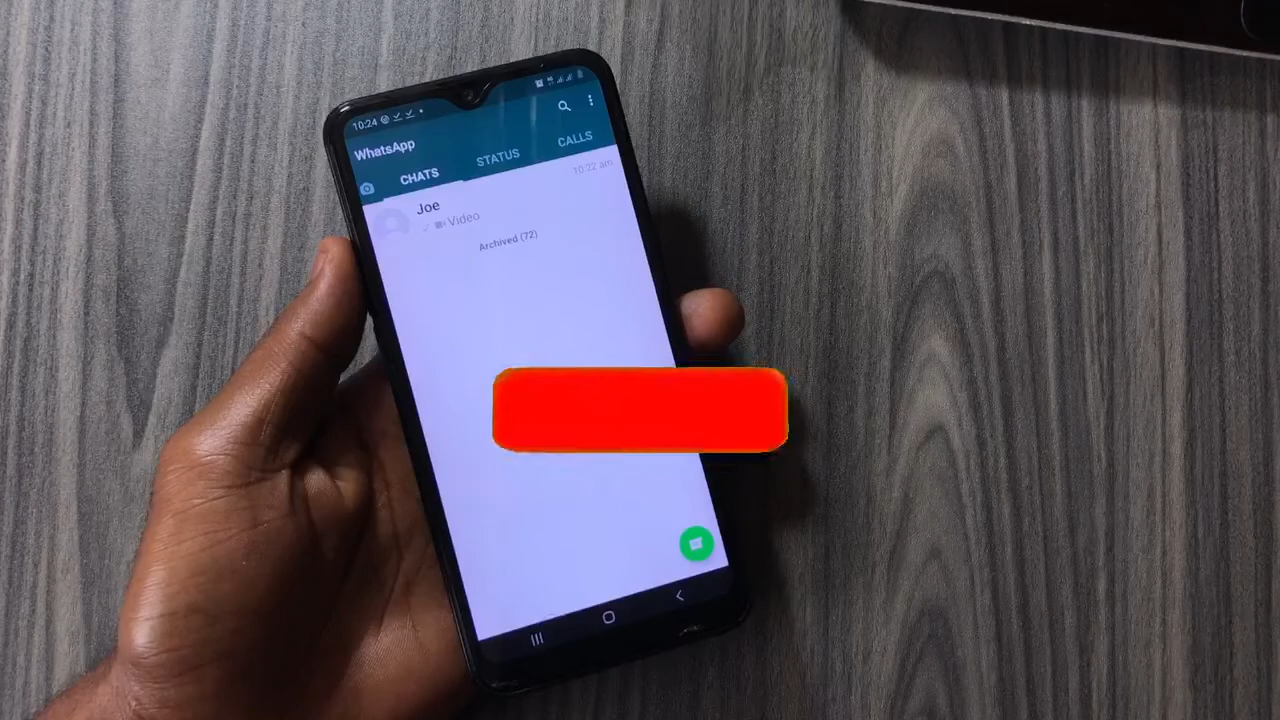 10:24
WhatsApp
CHATS STATUS CALLS
Joe 10:22 am
Video
Archived (72)